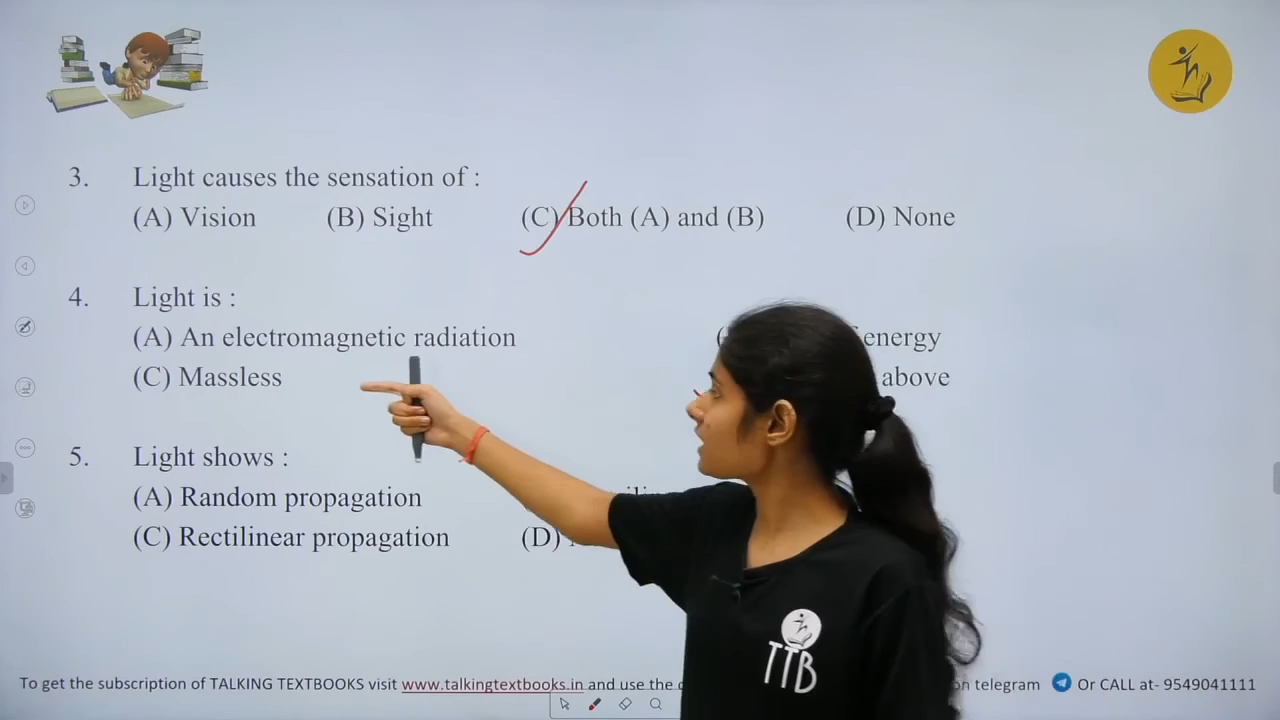 3. Light causes the sensation of :
(A) Vision (B) Sight (C) Both (A) and (B) (D) None
4. Light is :
(A) An electromagnetic radiation energy
(C) Massless above
5. Light shows :
(A) Random propagation
(C) Rectilinear propagation (D)
TTB
To get the subscription of TALKING TEXTBOOKS visit www.talkingtextbooks.in and use the on telegram Or CALL at- 9549041111